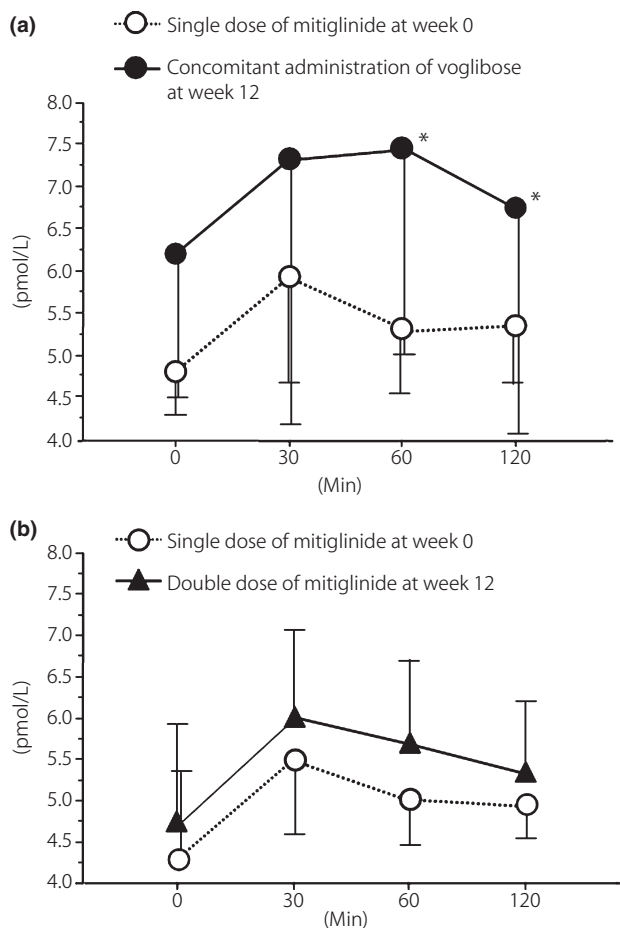 (a)
Single dose of mitiglinide at week 0
Concomitant administration of voglibose
at week 12
8.0
7.5
*
7.0
*
6.5
6.0
5.5
5.0
4.5
4.0
(pmol/L)
0 30 60 120
(Min)
(b)
Single dose of mitiglinide at week 0
Double dose of mitiglinide at week 12
8.0
7.5
7.0
6.5
6.0
5.5
5.0
4.5
4.0
(pmol/L)
0 30 60 120
(Min)